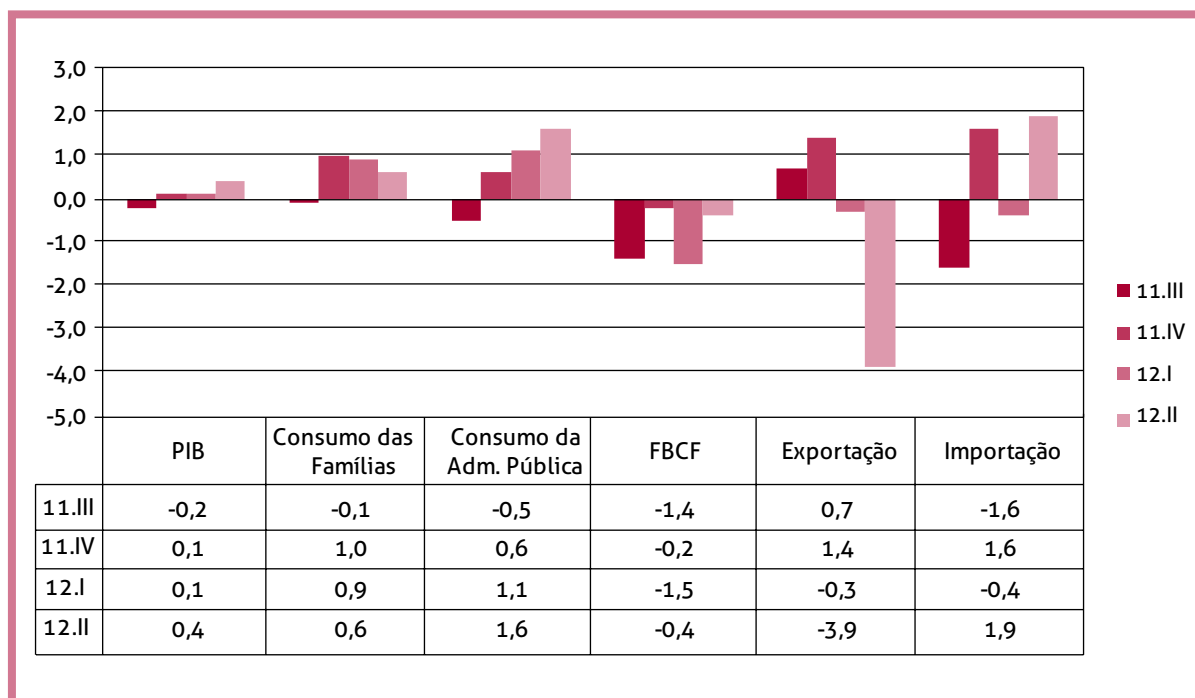 3,0
2,0
1,0
0,0
-1,0
-2,0
-3,0
-4,0
-5,0
11.III
11.IV
12.I
12.II
PIB Consumo das Famílias Consumo da Adm. Pública FBCF Exportação Importação
11.III -0,2 -0,1 -0,5 -1,4 0,7 -1,6
11.IV 0,1 1,0 0,6 -0,2 1,4 1,6
12.I 0,1 0,9 1,1 -1,5 -0,3 -0,4
12.II 0,4 0,6 1,6 -0,4 -3,9 1,9